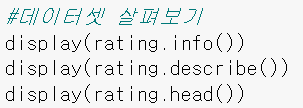 #데이터셋 살펴보기
display(rating.info())
display(rating.describe())
display(rating.head())